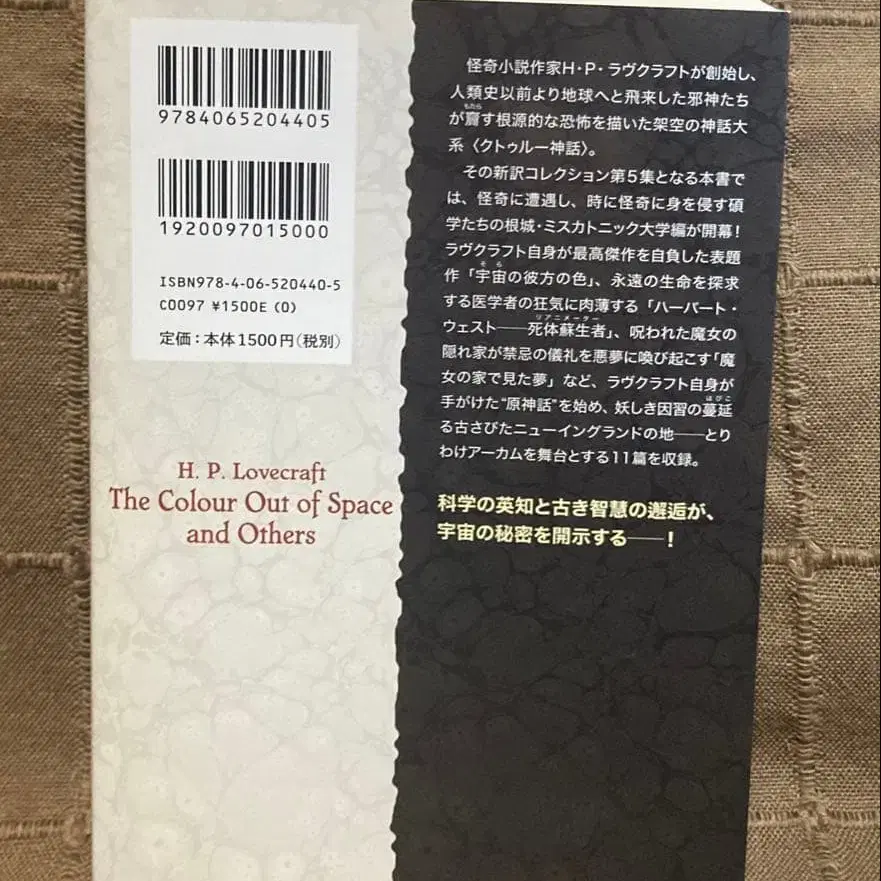 9784065204405
1920097015000
ISBN978-4-06-520440-5
C0097 ¥1500E (0)
定価：本体1500円（税別）
H. P. Lovecraft
The Colour Out of Space
and Others
怪奇小説作家H・P・ラヴクラフトが創始し、
人類史以前より地球へと飛来した邪神たち
もたら
が齎す根源的な恐怖を描いた架空の神話大
系〈クトゥルー神話〉。
その新訳コレクション第5集となる本書で
は、怪奇に遭遇し、時に怪奇に身を侵す碩
学たちの根城・ミスカトニック大学編が開幕！
ラヴクラフト自身が最高傑作を自負した表題
そら
作「宇宙の彼方の色」、永遠の生命を探求
する医学者の狂気に肉薄する「ハーバート・
リアニメーター
ウェスト――死体蘇生者」、呪われた魔女の
隠れ家が禁忌の儀礼を悪夢に喚び起こす「魔
女の家で見た夢」など、ラヴクラフト自身が
はびこ
手がけた“原神話”を始め、妖しき因習の蔓延
る古さびたニューイングランドの地――とり
わけアーカムを舞台とする11篇を収録。
科学の英知と古き智慧の邂逅が、
宇宙の秘密を開示する――！